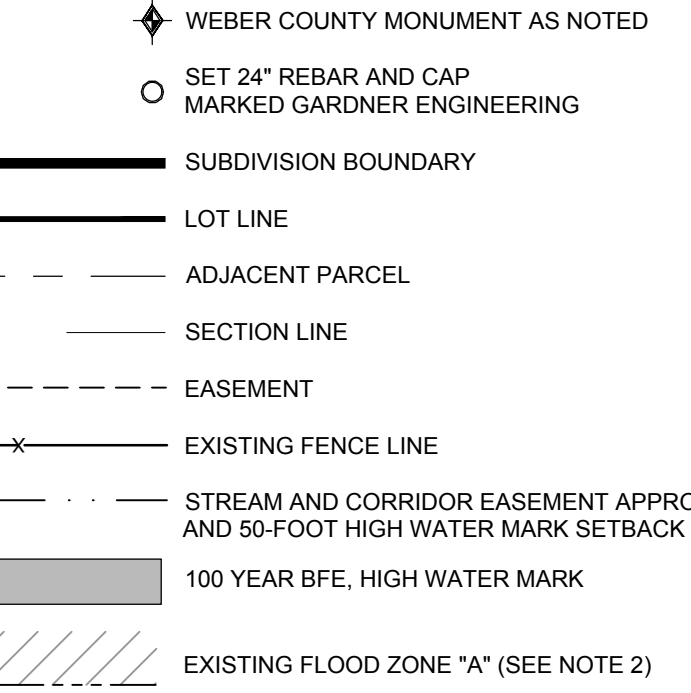 WEBER COUNTY MONUMENT AS NOTED
SET 24" REBAR AND CAP
MARKED GARDNER ENGINEERING
SUBDIVISION BOUNDARY
LOT LINE
ADJACENT PARCEL
SECTION LINE
EASEMENT
X
EXISTING FENCE LINE
STREAM AND CORRIDOR EASEMENT
AND 50-FOOT HIGH WATER MARK SETBACK
100 YEAR BFE, HIGH WATER MARK
EXISTING FLOOD ZONE "A" (SEE NOTE 2)